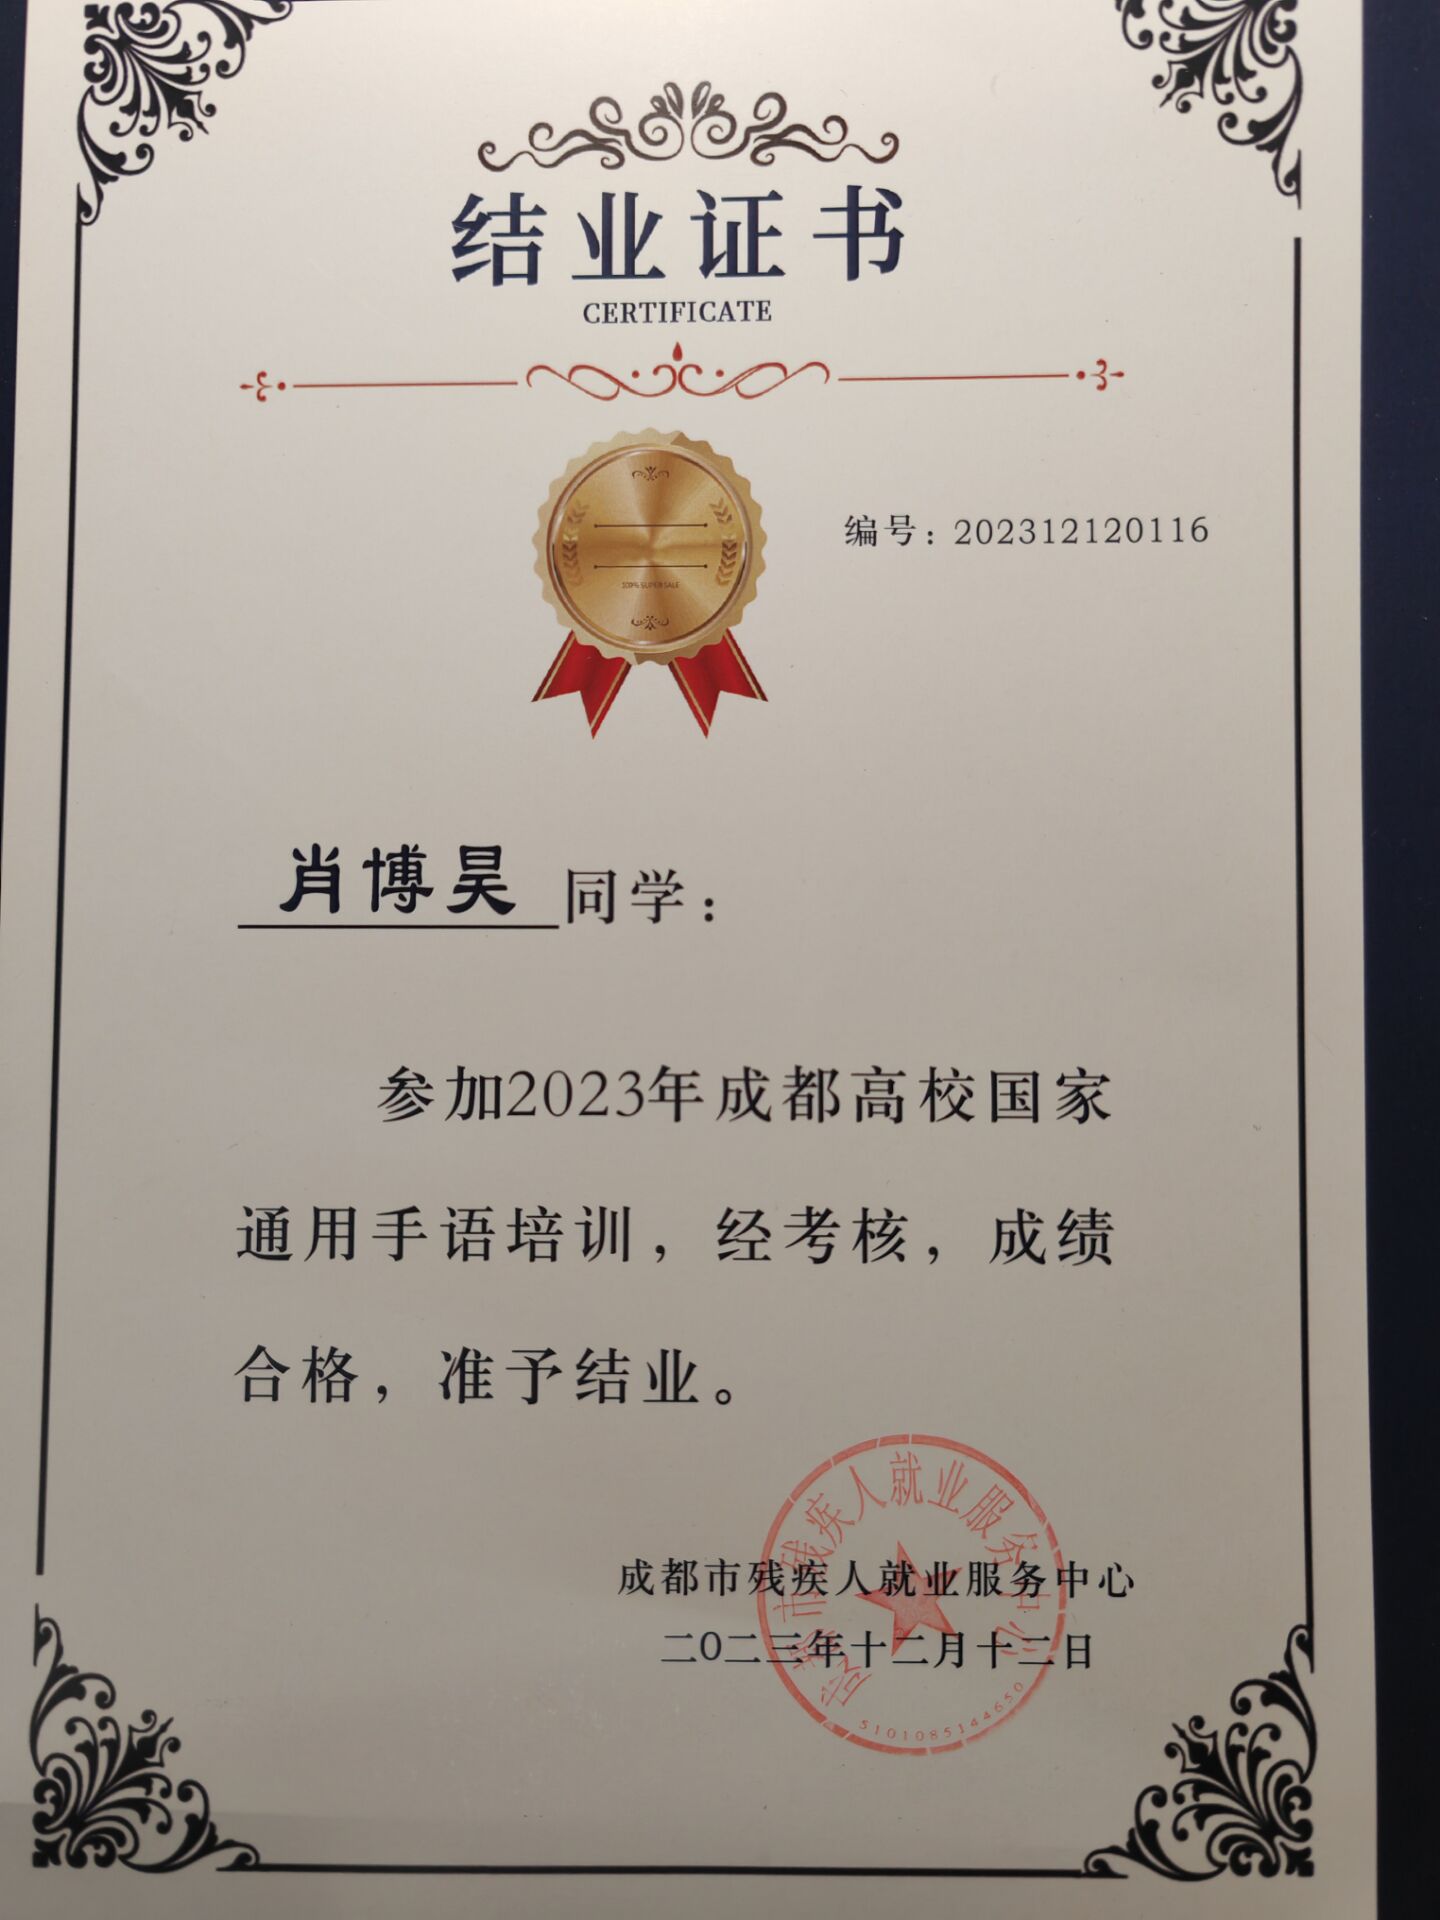 结业证书
CERTIFICATE
100% SUPER SALE
编号：202312120116
肖博昊同学：
参加2023年成都高校国家
通用手语培训，经考核，成绩
合格，准予结业。
成都市残疾人就业服务中心
二〇二三年十二月十二日
成都市残疾人就业服务中心
5101085144650